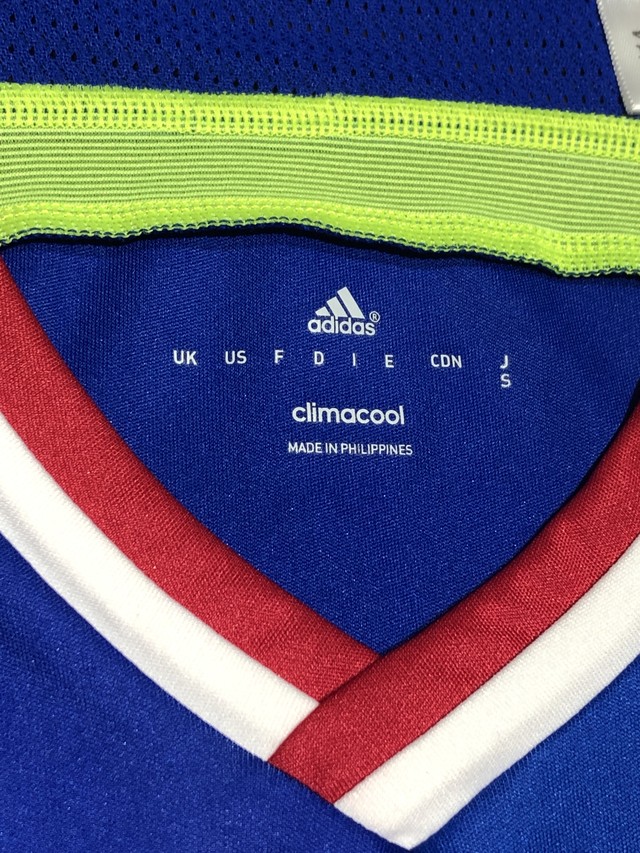 adidas®
UK US F D I E CDN J
S
climacool
MADE IN PHILIPPINES